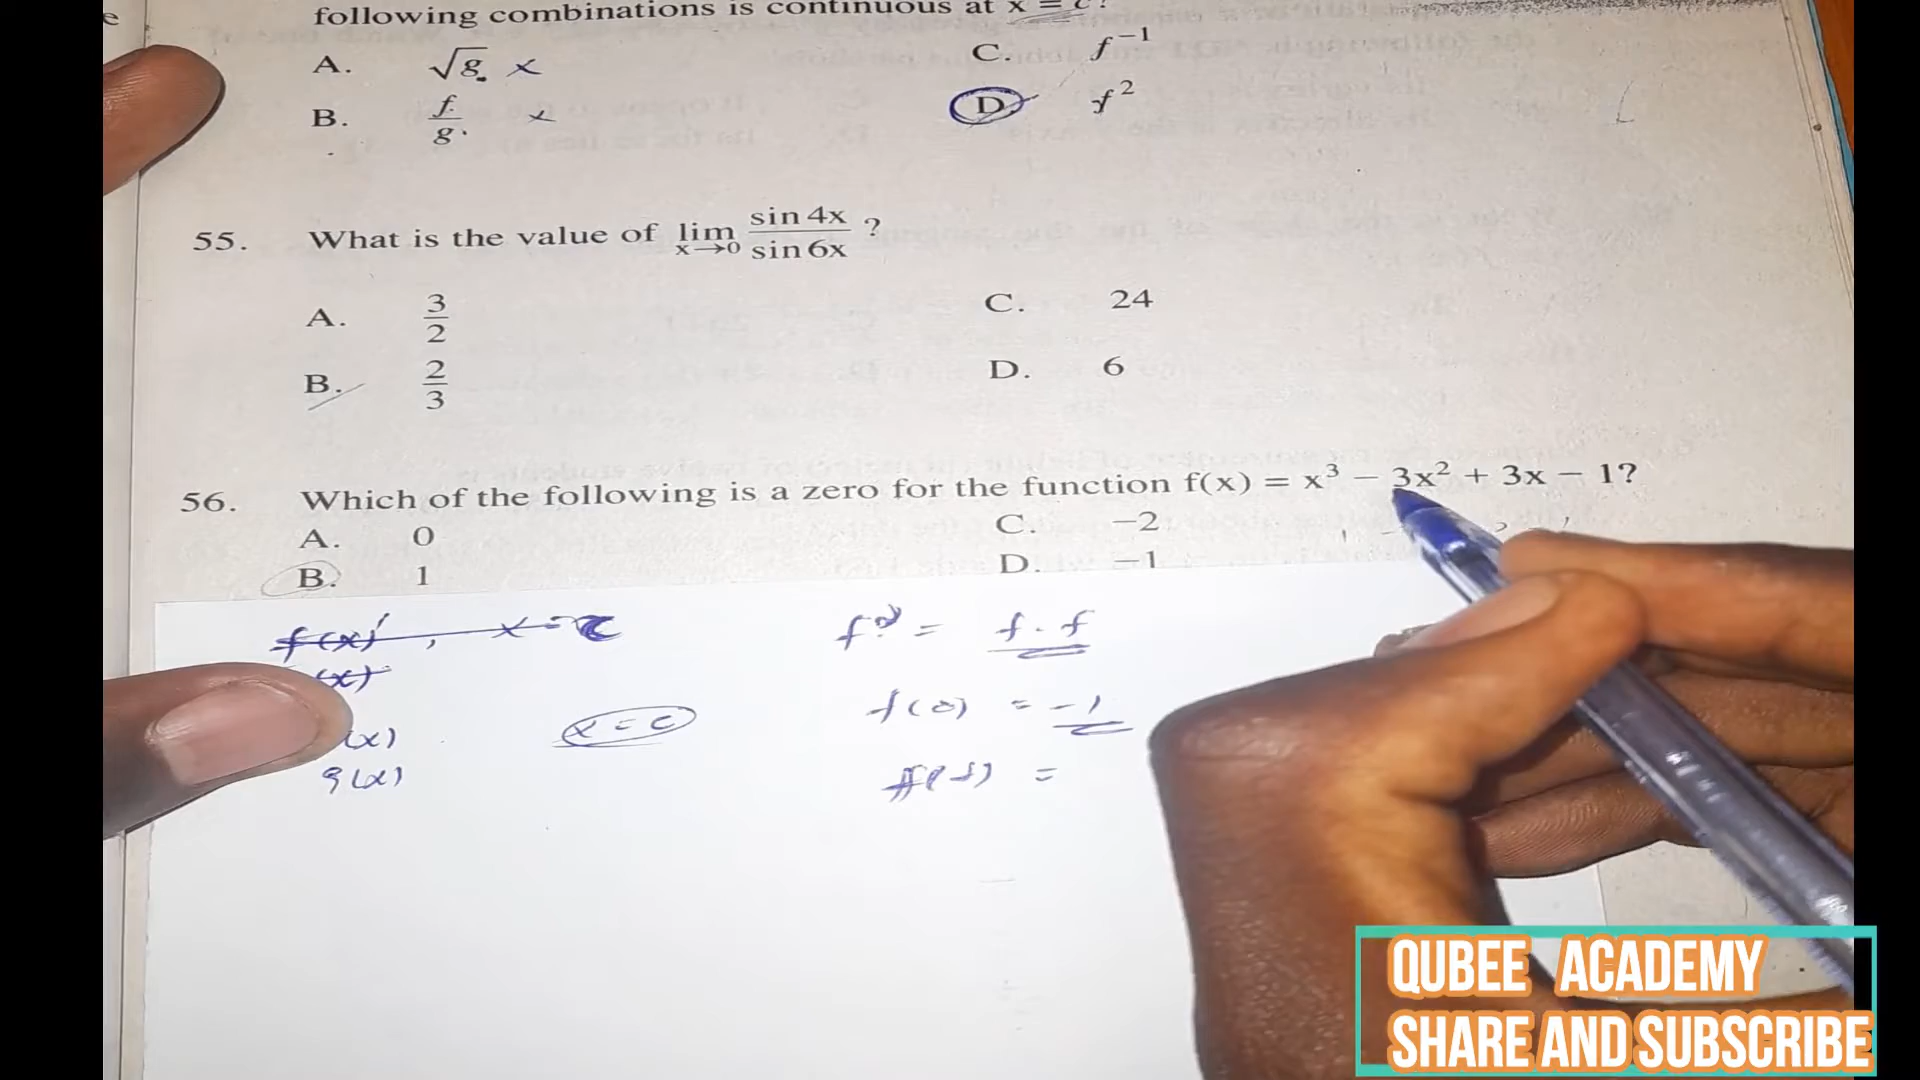 e
following combinations is continuous at x = c?
A. √g x C. f⁻¹
B. f/g x D. f²
55. What is the value of lim x→0 sin 4x / sin 6x ?
A. 3/2 C. 24
B. 2/3 D. 6
56. Which of the following is a zero for the function f(x) = x³ − 3x² + 3x − 1?
A. 0 C. −2
B. 1 D. −1
f² = f . f
(x)
f(0) = -1
(x) x = c
g(x) =
QUBEE ACADEMY
SHARE AND SUBSCRIBE